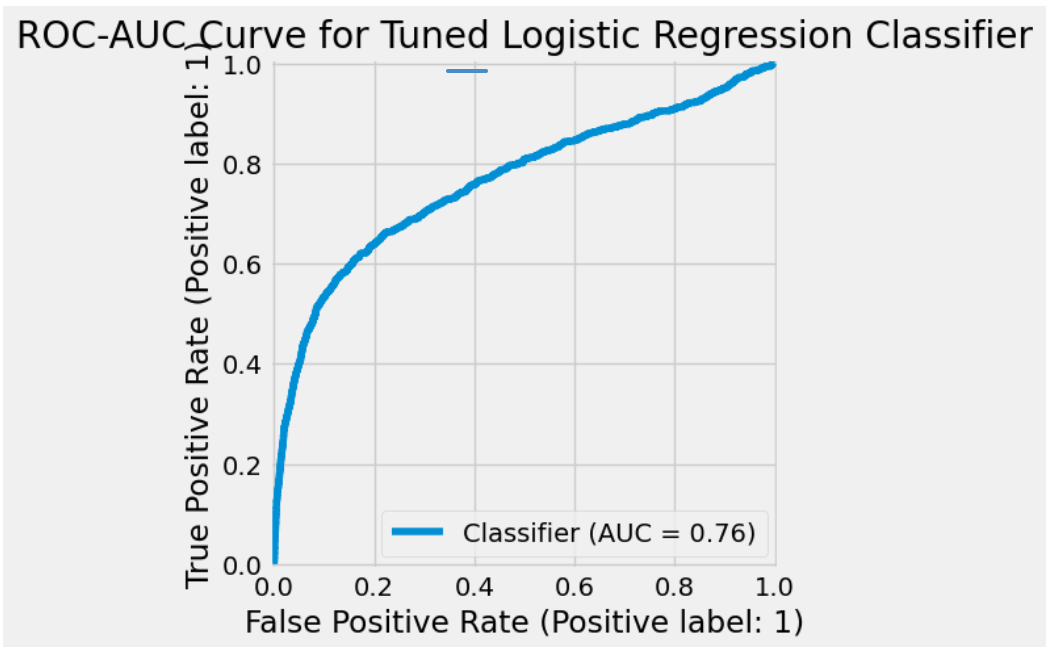 ROC-AUC Curve for Tuned Logistic Regression Classifier
True Positive Rate (Positive label: 1)
1.0
0.8
0.6
0.4
0.2
0.0
Classifier (AUC = 0.76)
0.0 0.2 0.4 0.6 0.8 1.0
False Positive Rate (Positive label: 1)